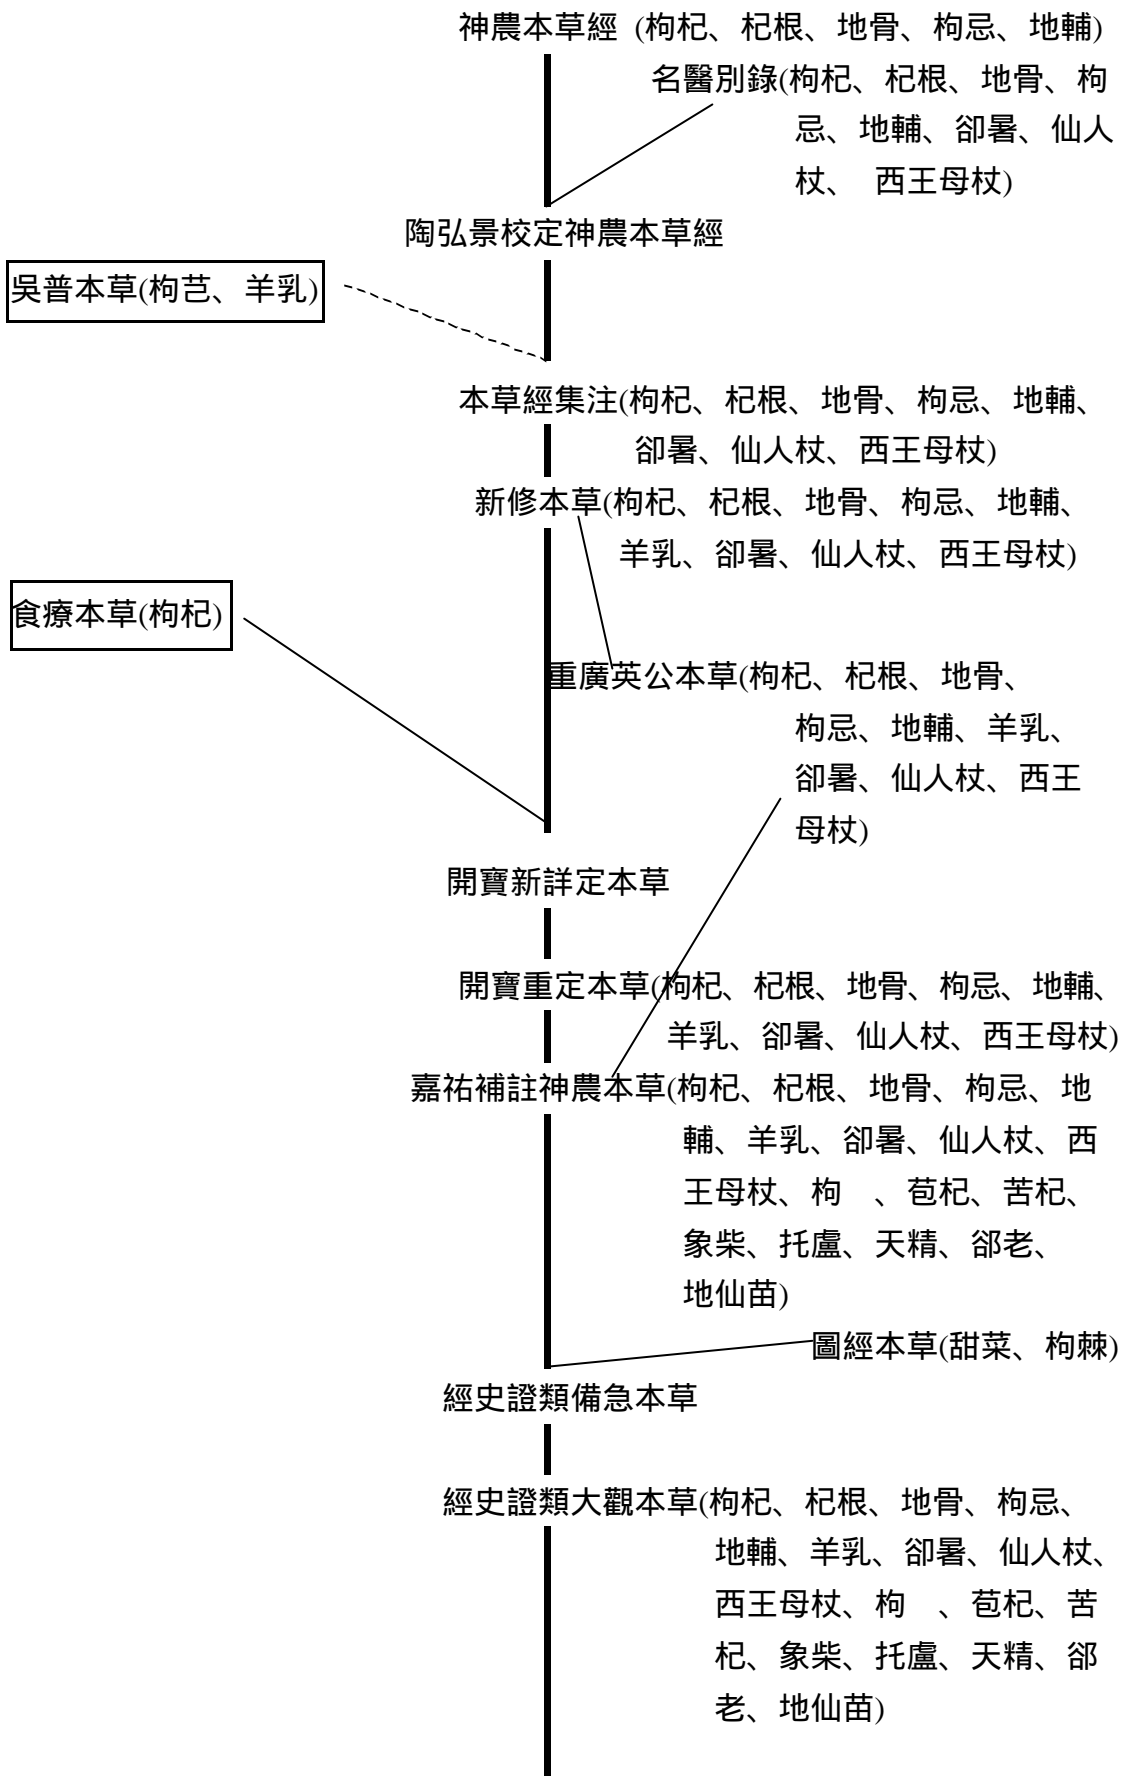 神農本草經 (枸杞、杞根、地骨、枸忌、地輔)
名醫別錄(枸杞、杞根、地骨、枸
忌、地輔、卻暑、仙人
杖、 西王母杖)
陶弘景校定神農本草經
吳普本草(枸芑、羊乳)
本草經集注(枸杞、杞根、地骨、枸忌、地輔、
卻暑、仙人杖、西王母杖)
新修本草(枸杞、杞根、地骨、枸忌、地輔、
羊乳、卻暑、仙人杖、西王母杖)
食療本草(枸杞)
重廣英公本草(枸杞、杞根、地骨、
枸忌、地輔、羊乳、
卻暑、仙人杖、西王
母杖)
開寶新詳定本草
開寶重定本草(枸杞、杞根、地骨、枸忌、地輔、
羊乳、卻暑、仙人杖、西王母杖)
嘉祐補註神農本草(枸杞、杞根、地骨、枸忌、地
輔、羊乳、卻暑、仙人杖、西
王母杖、枸　、苞杞、苦杞、
象柴、托盧、天精、郤老、
地仙苗)
圖經本草(甜菜、枸棘)
經史證類備急本草
經史證類大觀本草(枸杞、杞根、地骨、枸忌、
地輔、羊乳、卻暑、仙人杖、
西王母杖、枸　、苞杞、苦
杞、象柴、托盧、天精、郤
老、地仙苗)